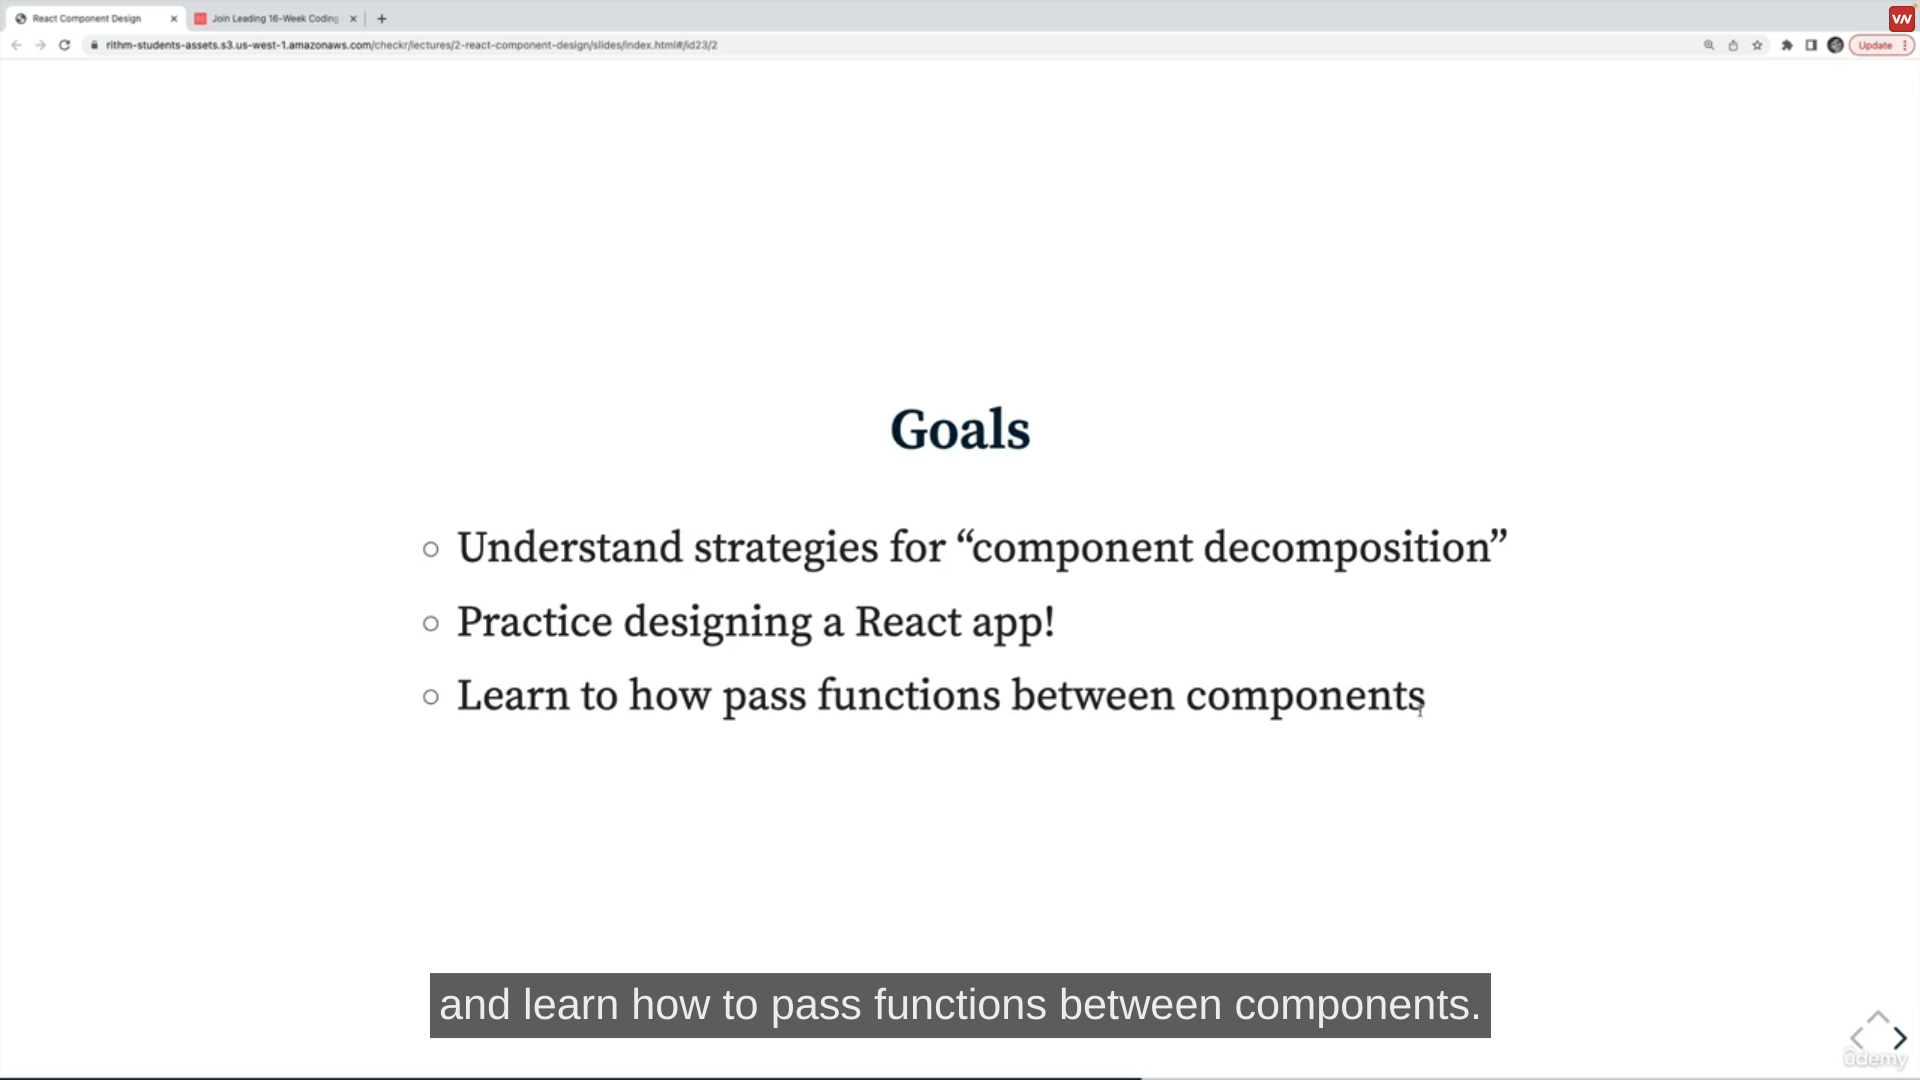 React Component Design
Join Leading 16-Week Coding
VN
rithm-students-assets.s3.us-west-1.amazonaws.com/checkr/lectures/2-react-component-design/slides/index.html#/id23/2
Update
Goals
Understand strategies for “component decomposition”
Practice designing a React app!
Learn to how pass functions between components
and learn how to pass functions between components.
ûdemy